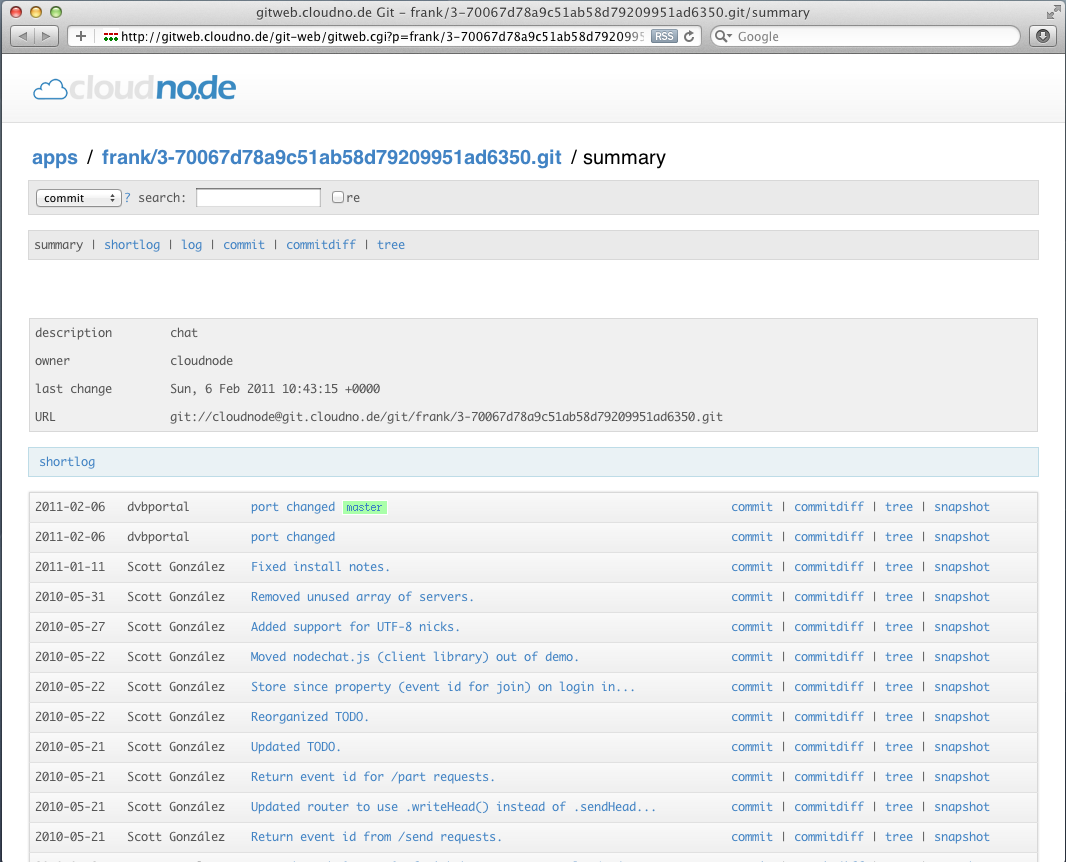 gitweb.cloudno.de Git – frank/3-70067d78a9c51ab58d79209951ad6350.git/summary
http://gitweb.cloudno.de/git-web/gitweb.cgi?p=frank/3-70067d78a9c51ab58d7920995 RSS Google
cloudno.de
apps / frank/3-70067d78a9c51ab58d79209951ad6350.git / summary
commit ? search: re
summary | shortlog | log | commit | commitdiff | tree
description chat
owner cloudnode
last change Sun, 6 Feb 2011 10:43:15 +0000
URL git://cloudnode@git.cloudno.de/git/frank/3-70067d78a9c51ab58d79209951ad6350.git
shortlog
2011-02-06 dvbportal port changed master commit | commitdiff | tree | snapshot
2011-02-06 dvbportal port changed commit | commitdiff | tree | snapshot
2011-01-11 Scott González Fixed install notes. commit | commitdiff | tree | snapshot
2010-05-31 Scott González Removed unused array of servers. commit | commitdiff | tree | snapshot
2010-05-27 Scott González Added support for UTF-8 nicks. commit | commitdiff | tree | snapshot
2010-05-22 Scott González Moved nodechat.js (client library) out of demo. commit | commitdiff | tree | snapshot
2010-05-22 Scott González Store since property (event id for join) on login in... commit | commitdiff | tree | snapshot
2010-05-22 Scott González Reorganized TODO. commit | commitdiff | tree | snapshot
2010-05-21 Scott González Updated TODO. commit | commitdiff | tree | snapshot
2010-05-21 Scott González Return event id for /part requests. commit | commitdiff | tree | snapshot
2010-05-21 Scott González Updated router to use .writeHead() instead of .sendHead... commit | commitdiff | tree | snapshot
2010-05-21 Scott González Return event id from /send requests. commit | commitdiff | tree | snapshot